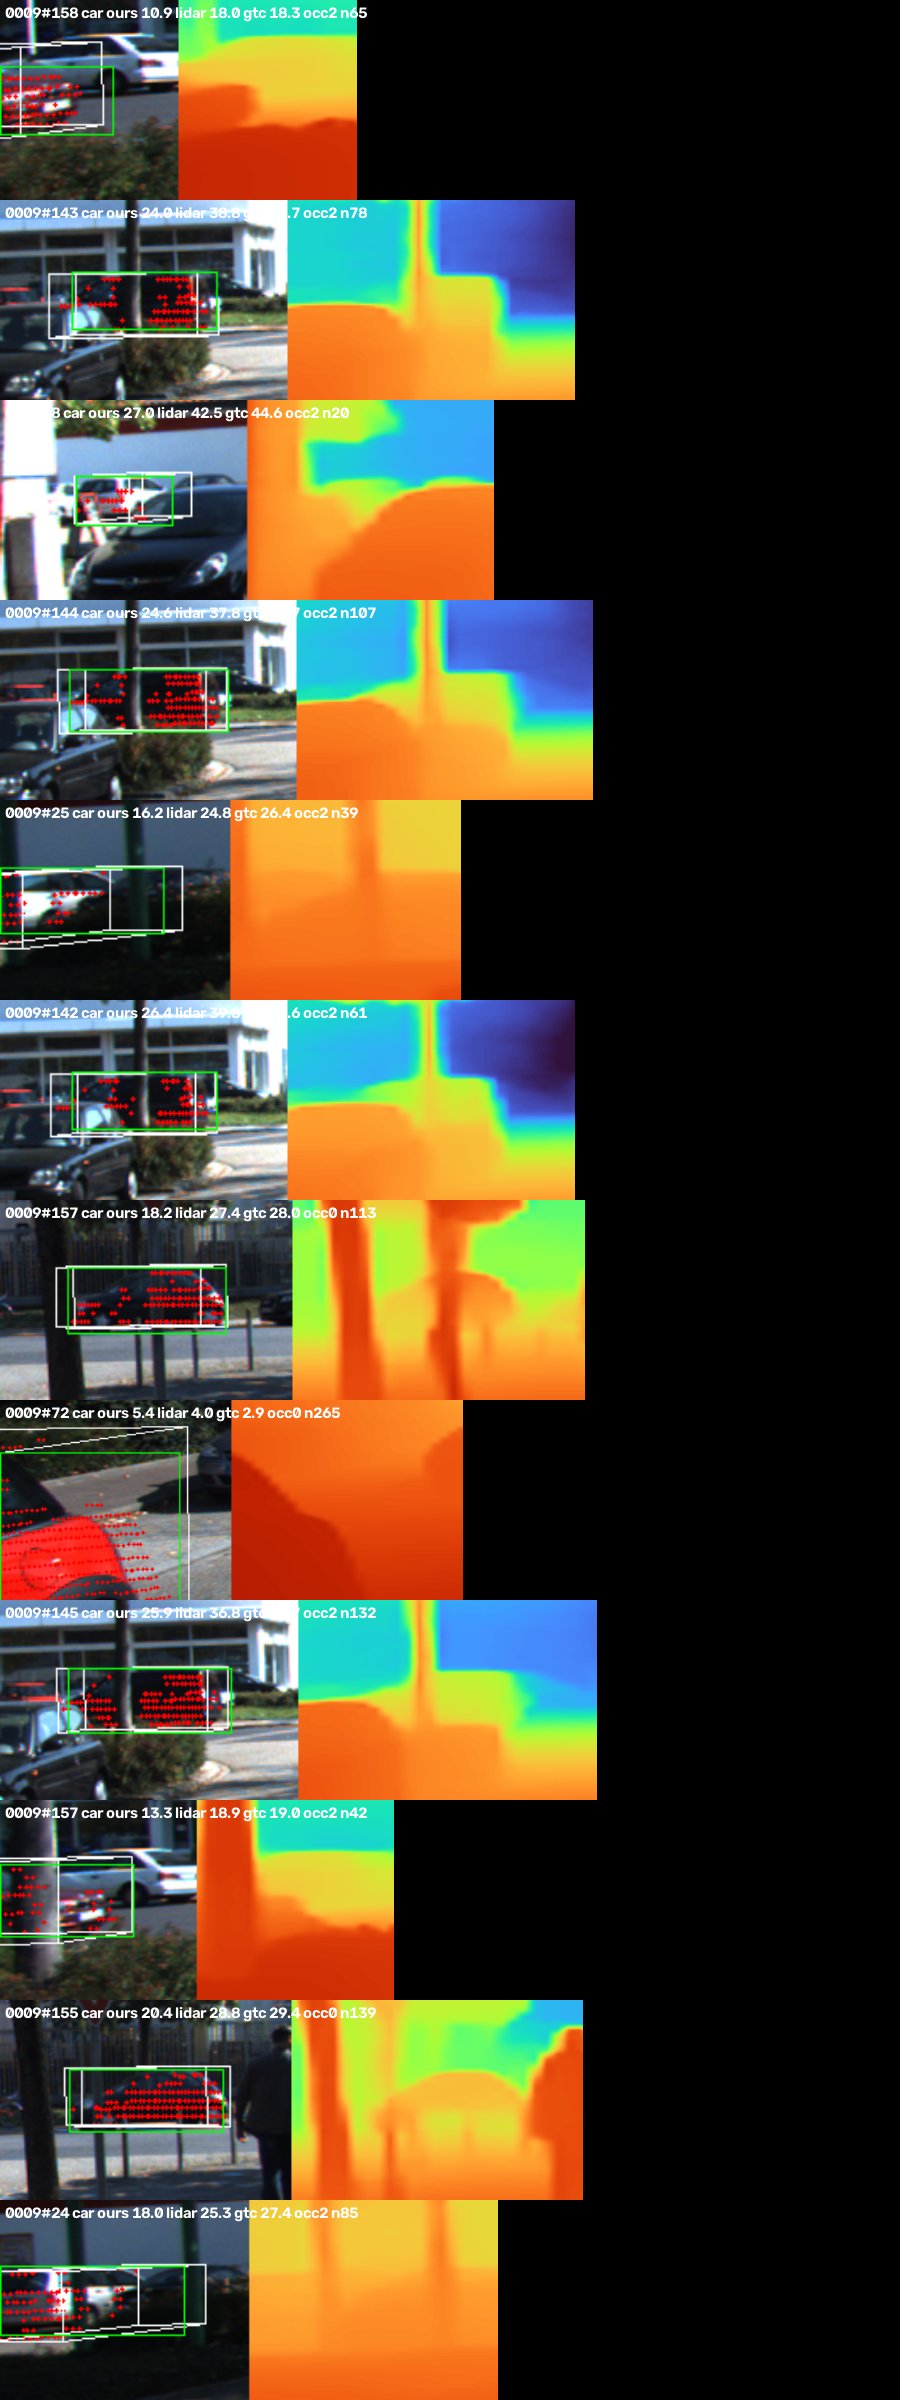 0009#158 car ours 10.9 lidar 18.0 gtc 18.3 occ2 n65
0009#143 car ours 24.0 lidar 38.8 .7 occ2 n78
8 car ours 27.0 lidar 42.5 gtc 44.6 occ2 n20
0009#144 car ours 24.6 lidar 37.8 occ2 n107
0009#25 car ours 16.2 lidar 24.8 gtc 26.4 occ2 n39
0009#142 car ours 26.4 lidar .6 occ2 n61
0009#157 car ours 18.2 lidar 27.4 gtc 28.0 occ0 n113
0009#72 car ours 5.4 lidar 4.0 gtc 2.9 occ0 n265
0009#145 car ours 25.9 lidar 36.8 occ2 n132
0009#157 car ours 13.3 lidar 18.9 gtc 19.0 occ2 n42
0009#155 car ours 20.4 lidar 28.8 gtc 29.4 occ0 n139
0009#24 car ours 18.0 lidar 25.3 gtc 27.4 occ2 n85